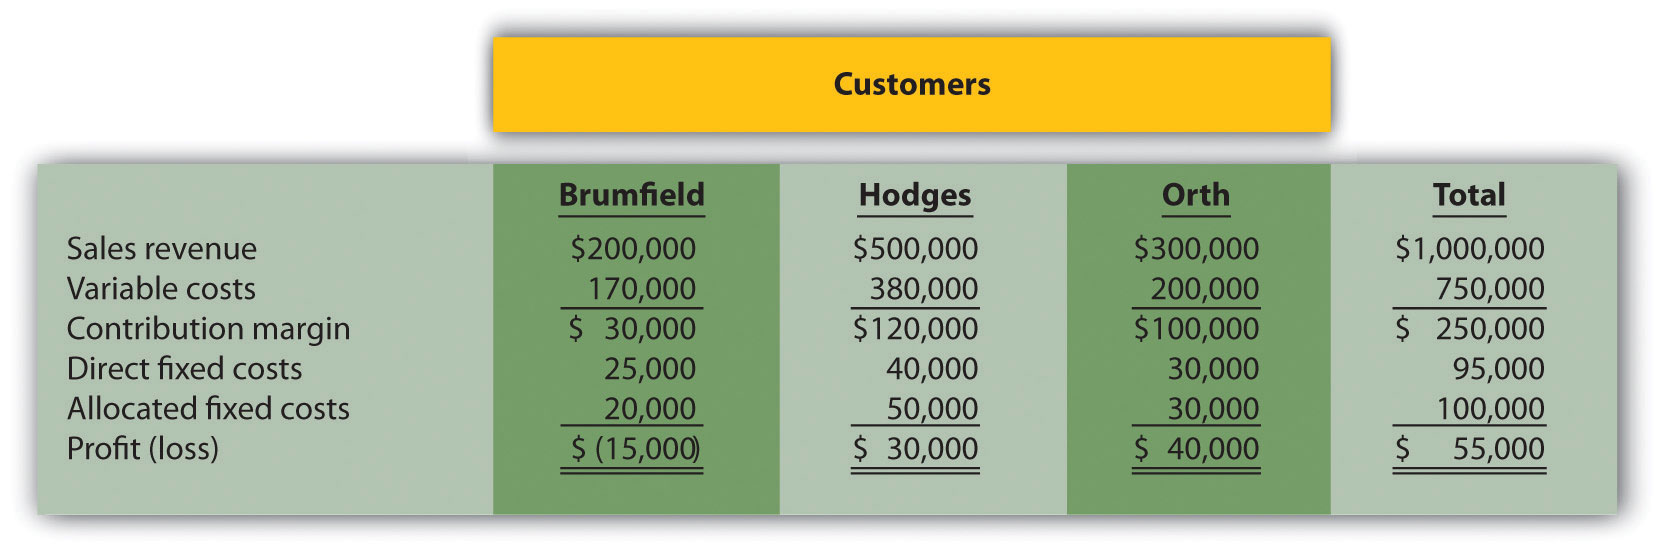 Customers
Brumfield Hodges Orth Total
Sales revenue $200,000 $500,000 $300,000 $1,000,000
Variable costs 170,000 380,000 200,000 750,000
Contribution margin $ 30,000 $120,000 $100,000 $ 250,000
Direct fixed costs 25,000 40,000 30,000 95,000
Allocated fixed costs 20,000 50,000 30,000 100,000
Profit (loss) $ (15,000) $ 30,000 $ 40,000 $ 55,000